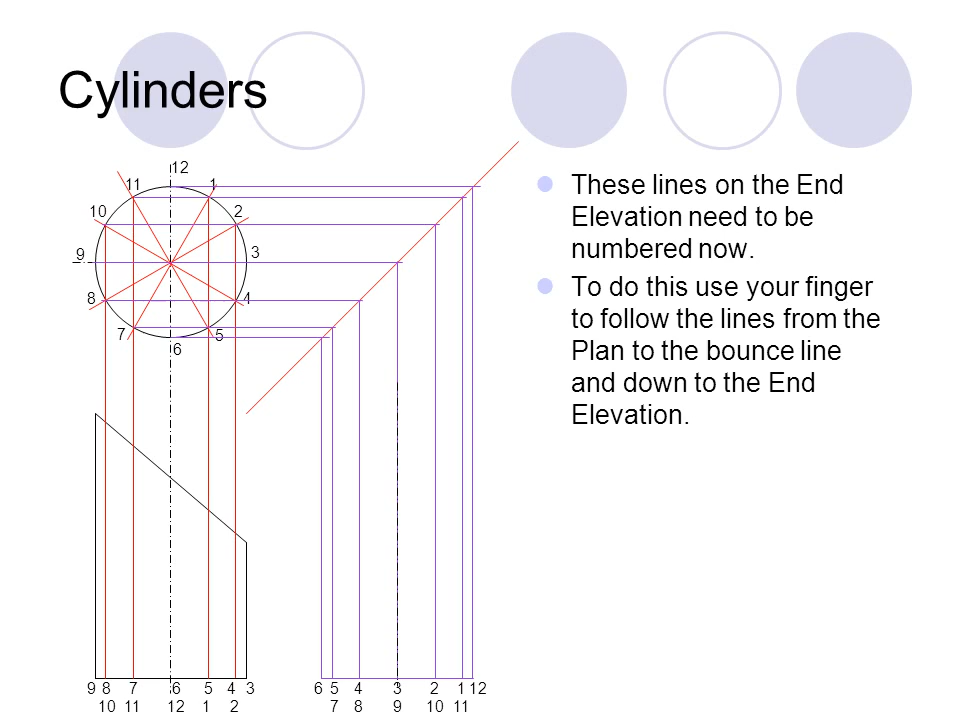 Cylinders
12
11 1
10 2
9 3
8 4
7 5
6
These lines on the End
Elevation need to be
numbered now.
To do this use your finger
to follow the lines from the
Plan to the bounce line
and down to the End
Elevation.
9 8 7 6 5 4 3 6 5 4 3 2 1 12
10 11 12 1 2 7 8 9 10 11